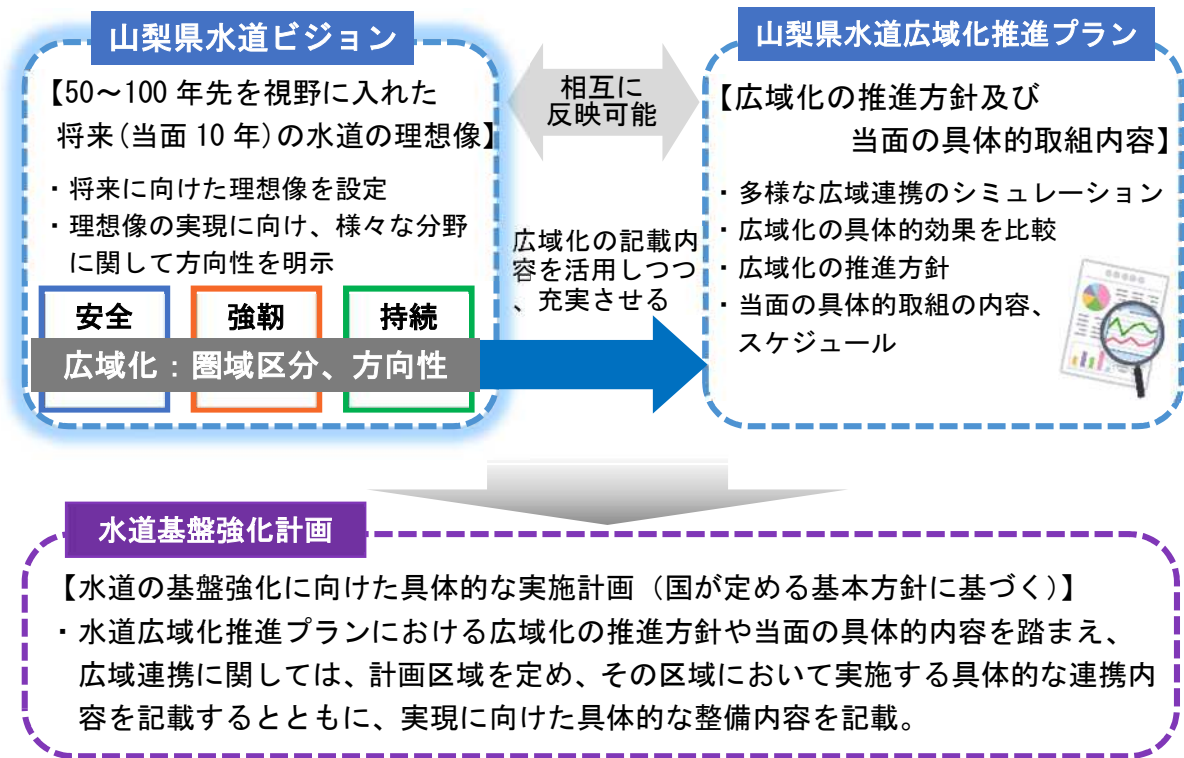 山梨県水道ビジョン
【50～100 年先を視野に入れた
将来(当面 10 年)の水道の理想像】
・将来に向けた理想像を設定
・理想像の実現に向け、様々な分野
に関して方向性を明示
安全
強靭
持続
広域化：圏域区分、方向性
相互に
反映可能
広域化の記載内
容を活用しつつ
、充実させる
山梨県水道広域化推進プラン
【広域化の推進方針及び
当面の具体的取組内容】
・多様な広域連携のシミュレーション
・広域化の具体的効果を比較
・広域化の推進方針
・当面の具体的取組の内容、
スケジュール
水道基盤強化計画
【水道の基盤強化に向けた具体的な実施計画（国が定める基本方針に基づく)】
・水道広域化推進プランにおける広域化の推進方針や当面の具体的内容を踏まえ、
広域連携に関しては、計画区域を定め、その区域において実施する具体的な連携内
容を記載するとともに、実現に向けた具体的な整備内容を記載。